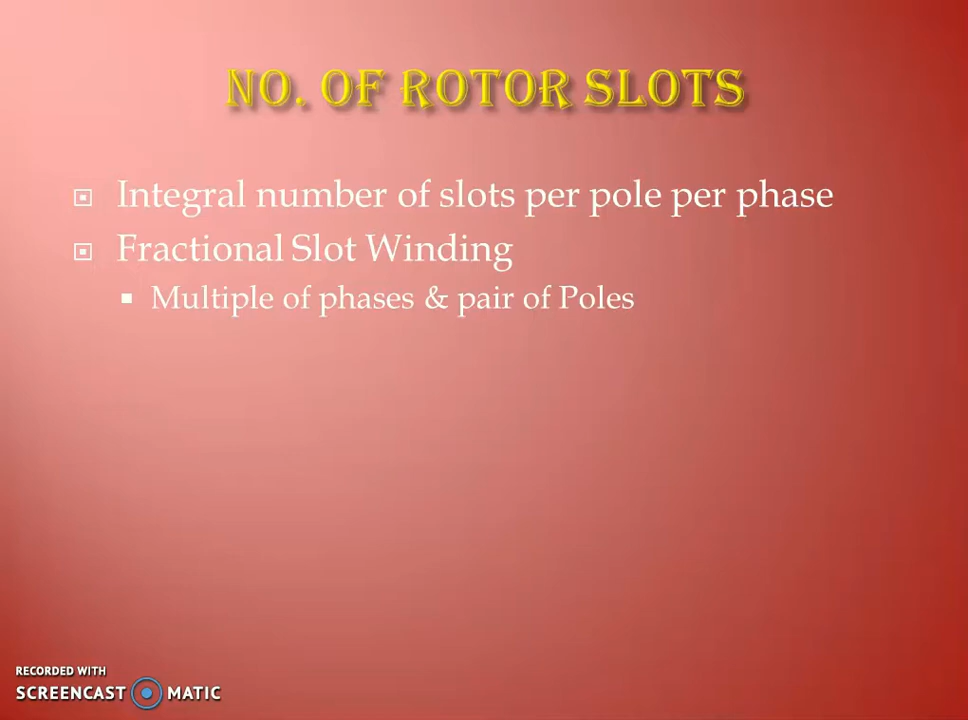 NO. OF ROTOR SLOTS
Integral number of slots per pole per phase
Fractional Slot Winding
Multiple of phases & pair of Poles
RECORDED WITH
SCREENCAST MATIC